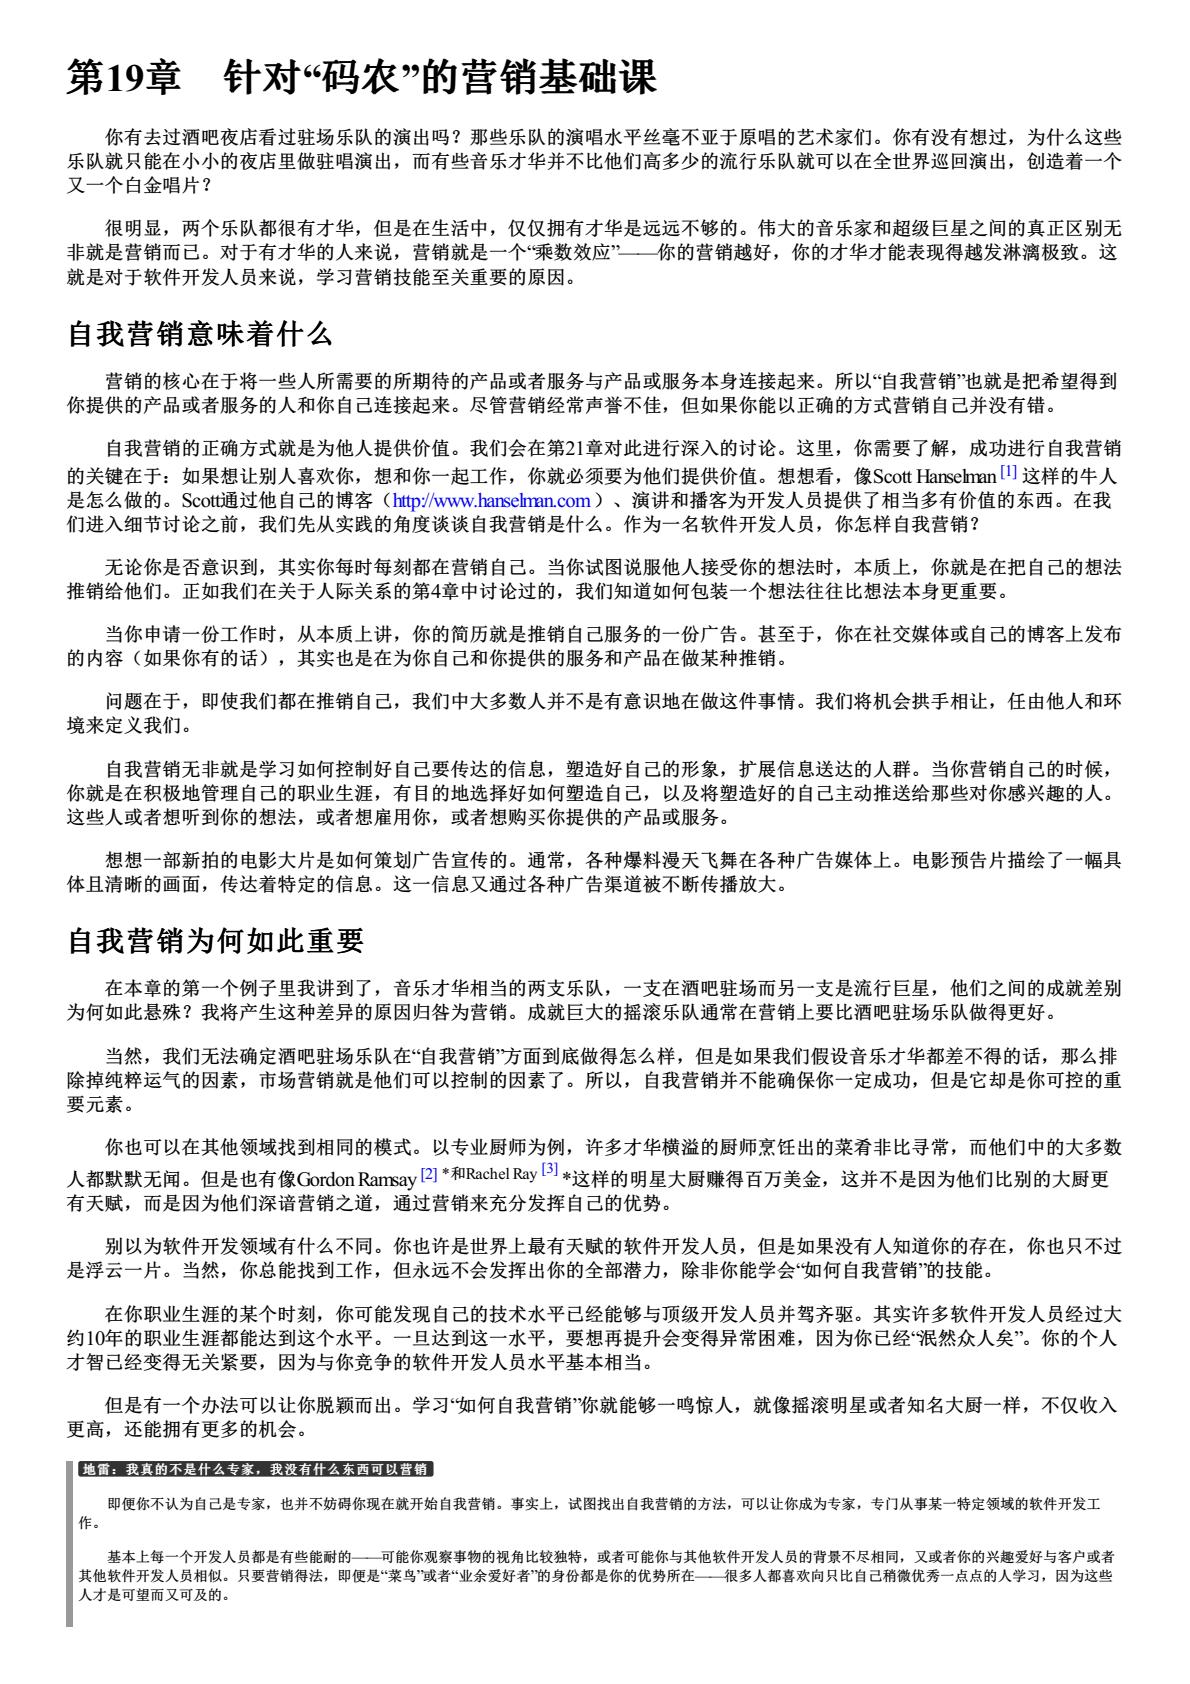 第19章　针对“码农”的营销基础课
你有去过酒吧夜店看过驻场乐队的演出吗？那些乐队的演唱水平丝毫不亚于原唱的艺术家们。你有没有想过，为什么这些
乐队就只能在小小的夜店里做驻唱演出，而有些音乐才华并不比他们高多少的流行乐队就可以在全世界巡回演出，创造着一个
又一个白金唱片？
很明显，两个乐队都很有才华，但是在生活中，仅仅拥有才华是远远不够的。伟大的音乐家和超级巨星之间的真正区别无
非就是营销而已。对于有才华的人来说，营销就是一个“乘数效应”——你的营销越好，你的才华才能表现得越发淋漓极致。这
就是对于软件开发人员来说，学习营销技能至关重要的原因。
自我营销意味着什么
营销的核心在于将一些人所需要的所期待的产品或者服务与产品或服务本身连接起来。所以“自我营销”也就是把希望得到
你提供的产品或者服务的人和你自己连接起来。尽管营销经常声誉不佳，但如果你能以正确的方式营销自己并没有错。
自我营销的正确方式就是为他人提供价值。我们会在第21章对此进行深入的讨论。这里，你需要了解，成功进行自我营销
的关键在于：如果想让别人喜欢你，想和你一起工作，你就必须要为他们提供价值。想想看，像Scott Hanselman [1] 这样的牛人
是怎么做的。Scott通过他自己的博客（http://www.hanselman.com）、演讲和播客为开发人员提供了相当多有价值的东西。在我
们进入细节讨论之前，我们先从实践的角度谈谈自我营销是什么。作为一名软件开发人员，你怎样自我营销？
无论你是否意识到，其实你每时每刻都在营销自己。当你试图说服他人接受你的想法时，本质上，你就是在把自己的想法
推销给他们。正如我们在关于人际关系的第4章中讨论过的，我们知道如何包装一个想法往往比想法本身更重要。
当你申请一份工作时，从本质上讲，你的简历就是推销自己服务的一份广告。甚至于，你在社交媒体或自己的博客上发布
的内容（如果你有的话），其实也是在为你自己和你提供的服务和产品在做某种推销。
问题在于，即使我们都在推销自己，我们中大多数人并不是有意识地在做这件事情。我们将机会拱手相让，任由他人和环
境来定义我们。
自我营销无非就是学习如何控制好自己要传达的信息，塑造好自己的形象，扩展信息送达的人群。当你营销自己的时候，
你就是在积极地管理自己的职业生涯，有目的地选择好如何塑造自己，以及将塑造好的自己主动推送给那些对你感兴趣的人。
这些人或者想听到你的想法，或者想雇用你，或者想购买你提供的产品或服务。
想想一部新拍的电影大片是如何策划广告宣传的。通常，各种爆料漫天飞舞在各种广告媒体上。电影预告片描绘了一幅具
体且清晰的画面，传达着特定的信息。这一信息又通过各种广告渠道被不断传播放大。
自我营销为何如此重要
在本章的第一个例子里我讲到了，音乐才华相当的两支乐队，一支在酒吧驻场而另一支是流行巨星，他们之间的成就差别
为何如此悬殊？我将产生这种差异的原因归咎为营销。成就巨大的摇滚乐队通常在营销上要比酒吧驻场乐队做得更好。
当然，我们无法确定酒吧驻场乐队在“自我营销”方面到底做得怎么样，但是如果我们假设音乐才华都差不得的话，那么排
除掉纯粹运气的因素，市场营销就是他们可以控制的因素了。所以，自我营销并不能确保你一定成功，但是它却是你可控的重
要元素。
你也可以在其他领域找到相同的模式。以专业厨师为例，许多才华横溢的厨师烹饪出的菜肴非比寻常，而他们中的大多数
人都默默无闻。但是也有像Gordon Ramsay [2] *和Rachel Ray [3] *这样的明星大厨赚得百万美金，这并不是因为他们比别的大厨更
有天赋，而是因为他们深谙营销之道，通过营销来充分发挥自己的优势。
别以为软件开发领域有什么不同。你也许是世界上最有天赋的软件开发人员，但是如果没有人知道你的存在，你也只不过
是浮云一片。当然，你总能找到工作，但永远不会发挥出你的全部潜力，除非你能学会“如何自我营销”的技能。
在你职业生涯的某个时刻，你可能发现自己的技术水平已经能够与顶级开发人员并驾齐驱。其实许多软件开发人员经过大
约10年的职业生涯都能达到这个水平。一旦达到这一水平，要想再提升会变得异常困难，因为你已经“泯然众人矣”。你的个人
才智已经变得无关紧要，因为与你竞争的软件开发人员水平基本相当。
但是有一个办法可以让你脱颖而出。学习“如何自我营销”你就能够一鸣惊人，就像摇滚明星或者知名大厨一样，不仅收入
更高，还能拥有更多的机会。
地雷：我真的不是什么专家，我没有什么东西可以营销
即便你不认为自己是专家，也并不妨碍你现在就开始自我营销。事实上，试图找出自我营销的方法，可以让你成为专家，专门从事某一特定领域的软件开发工
作。
基本上每一个开发人员都是有些能耐的——可能你观察事物的视角比较独特，或者可能你与其他软件开发人员的背景不尽相同，又或者你的兴趣爱好与客户或者
其他软件开发人员相似。只要营销得法，即便是“菜鸟”或者“业余爱好者”的身份都是你的优势所在——很多人都喜欢向只比自己稍微优秀一点点的人学习，因为这些
人才是可望而又可及的。